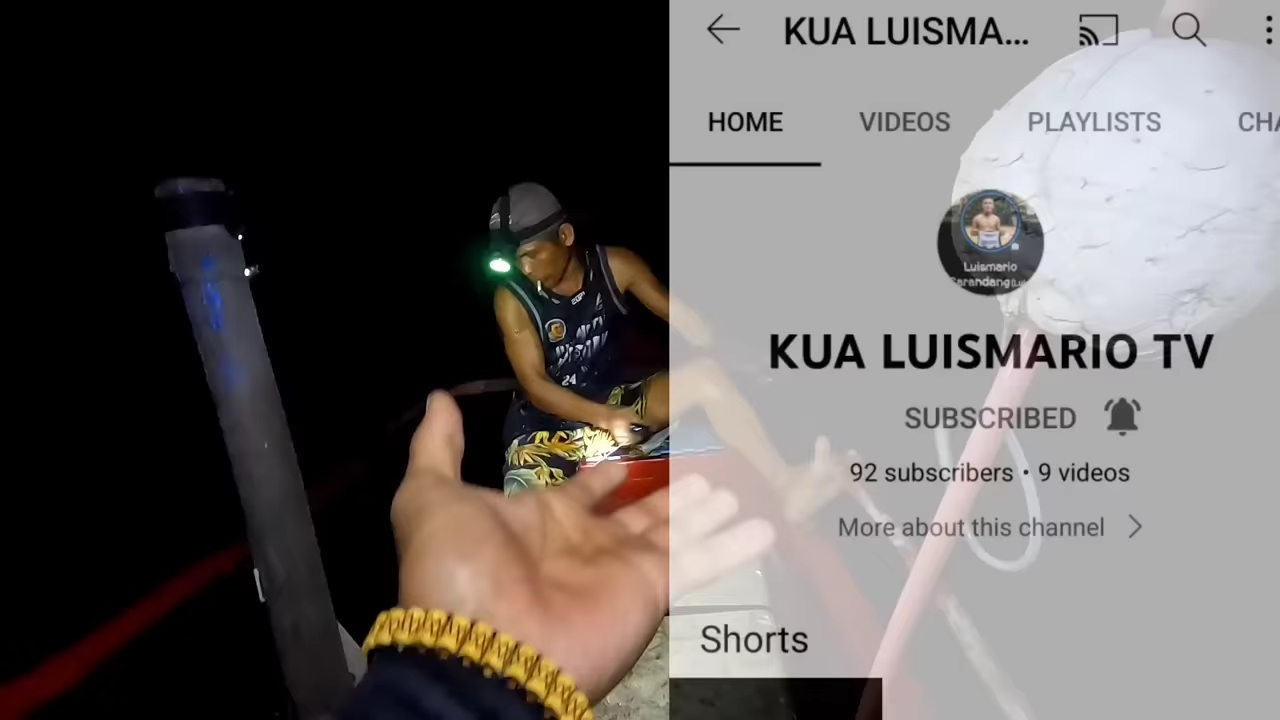 KUA LUISMA...
HOME VIDEOS PLAYLISTS CHA
Luismario
KUA LUISMARIO TV
SUBSCRIBED
92 subscribers • 9 videos
More about this channel
Shorts
24